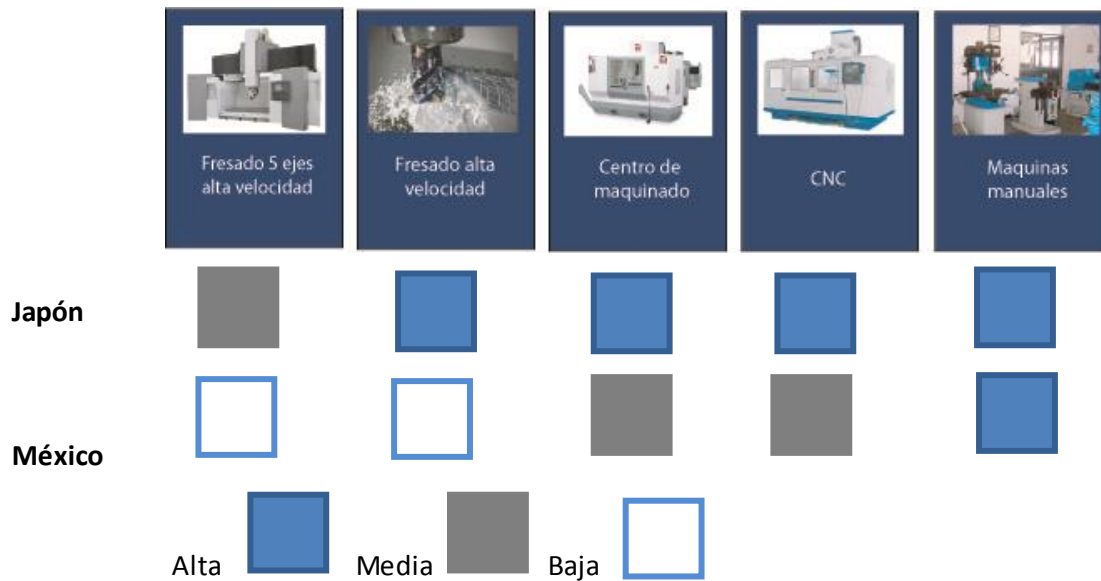 Fresado 5 ejes
alta velocidad
Fresado alta
velocidad
Centro de
maquinado
CNC
Maquinas
manuales
Japón
México
Alta
Media
Baja